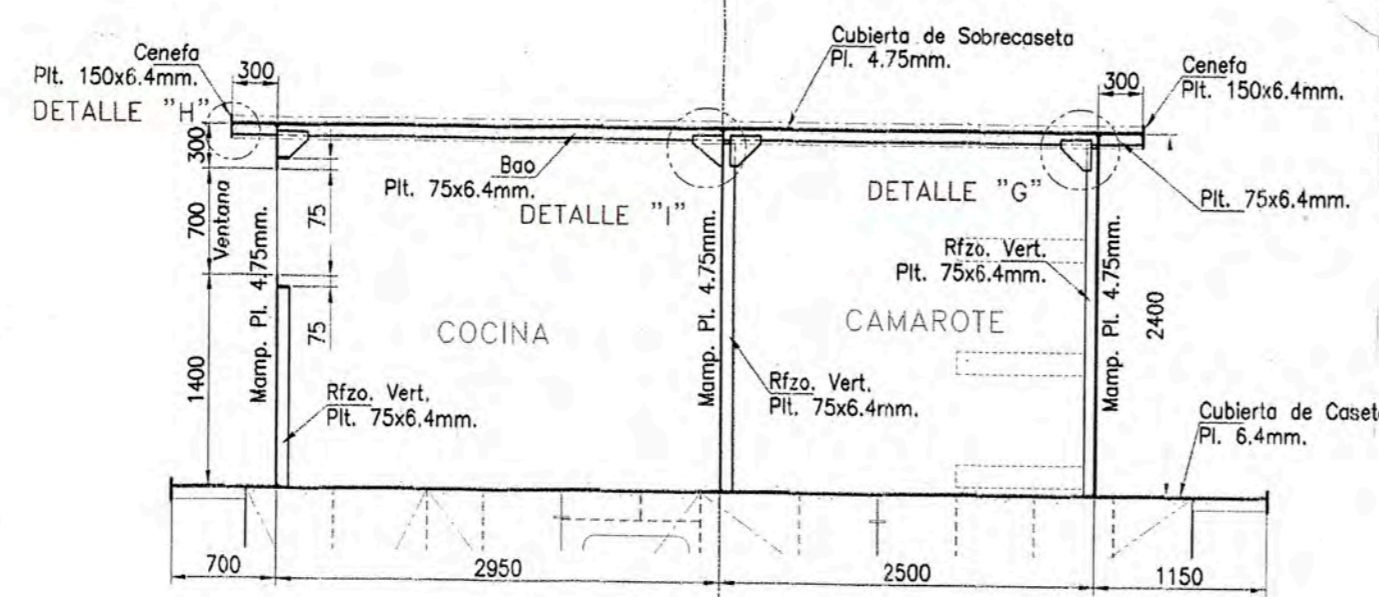 Cenefa
Plt. 150x6.4mm.
DETALLE "H"
300
Cubierta de Sobrecaseta
Pl. 4.75mm.
300
Cenefa
Plt. 150x6.4mm.
300
Bao
Plt. 75x6.4mm.
DETALLE "I"
DETALLE "G"
Plt. 75x6.4mm.
700
Ventana
75
Rfzo. Vert.
Plt. 75x6.4mm.
Mamp. Pl. 4.75mm.
75
COCINA
Mamp. Pl. 4.75mm.
CAMAROTE
Mamp. Pl. 4.75mm.
2400
1400
Rfzo. Vert.
Plt. 75x6.4mm.
Rfzo. Vert.
Plt. 75x6.4mm.
Cubierta de Caset
Pl. 6.4mm.
700
2950
2500
1150